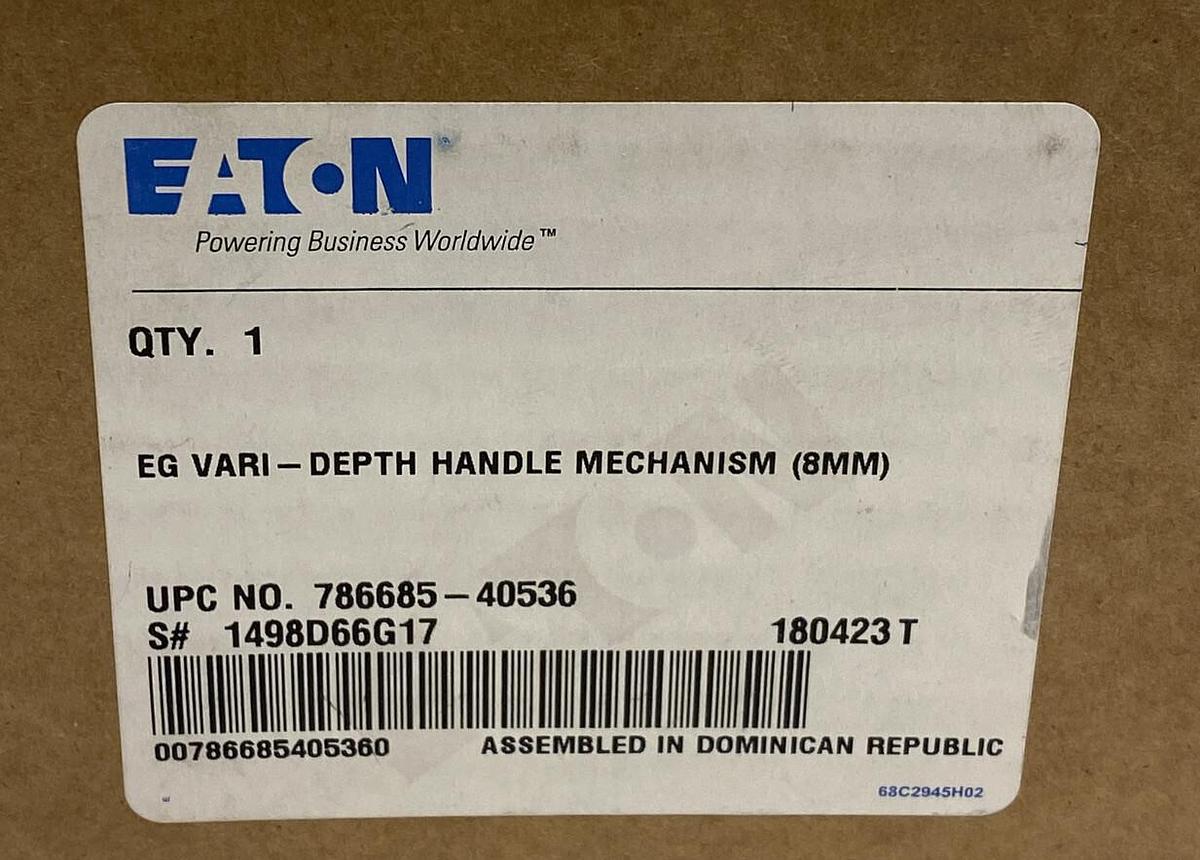 EATON
Powering Business Worldwide™
QTY. 1
EG VARI-DEPTH HANDLE MECHANISM (8MM)
UPC NO. 786685-40536
S# 1498D66G17 180423 T
00786685405360 ASSEMBLED IN DOMINICAN REPUBLIC
68C2945H02